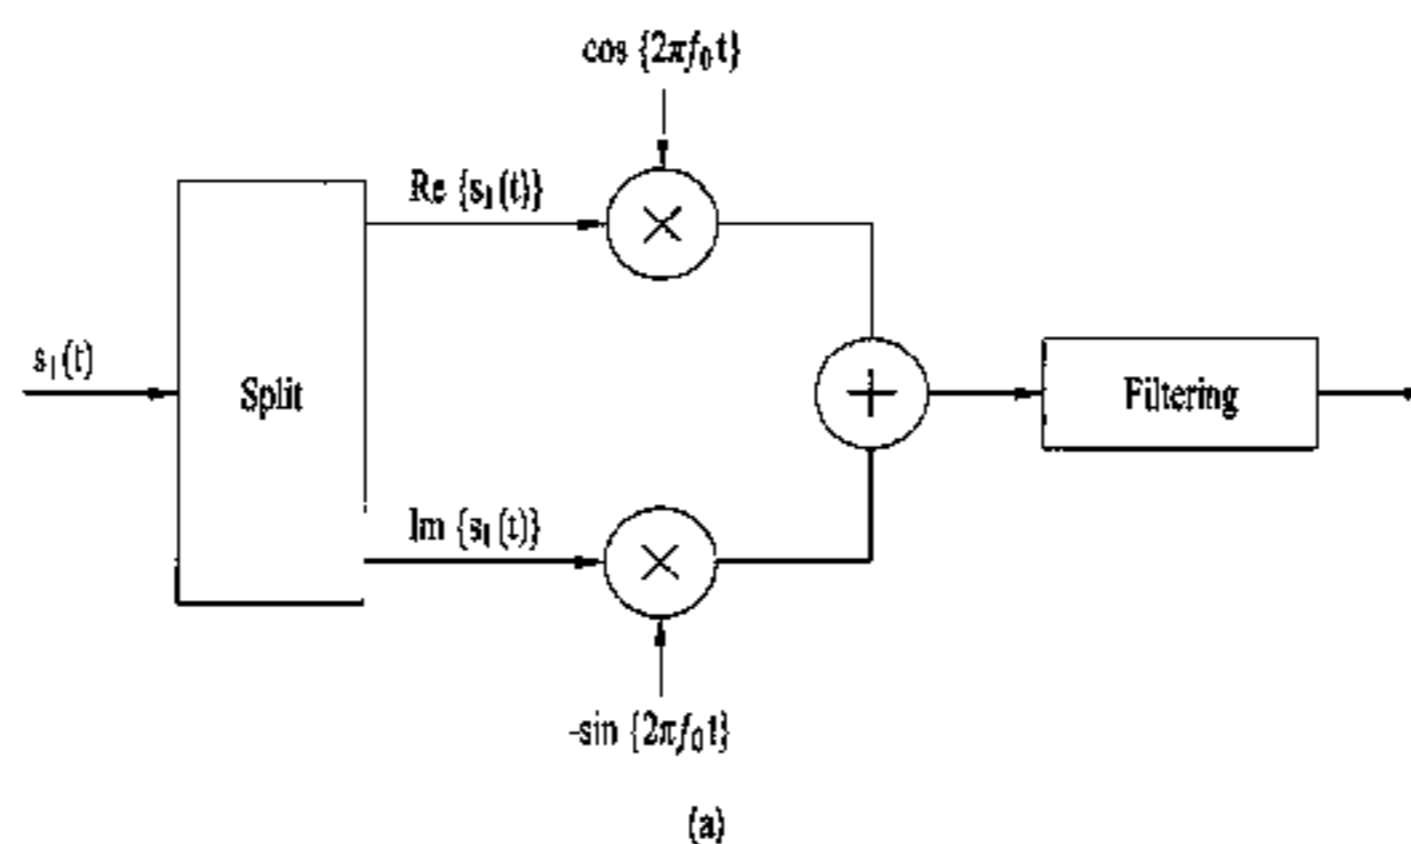 cos {2πf₀t}
Re {s₁(t)}
s₁(t)
Split
Filtering
Im {s₁(t)}
-sin {2πf₀t}
(a)